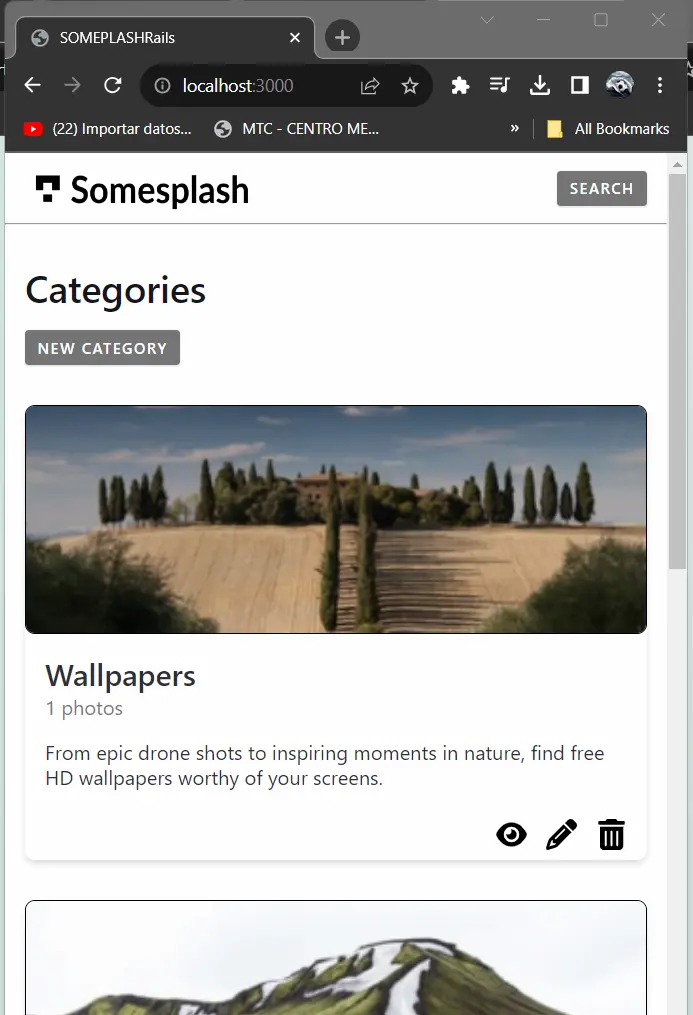 SOMEPLASHRails
localhost:3000
(22) Importar datos...
MTC - CENTRO ME...
»
All Bookmarks
Somesplash
SEARCH
Categories
NEW CATEGORY
Wallpapers
1 photos
From epic drone shots to inspiring moments in nature, find free
HD wallpapers worthy of your screens.